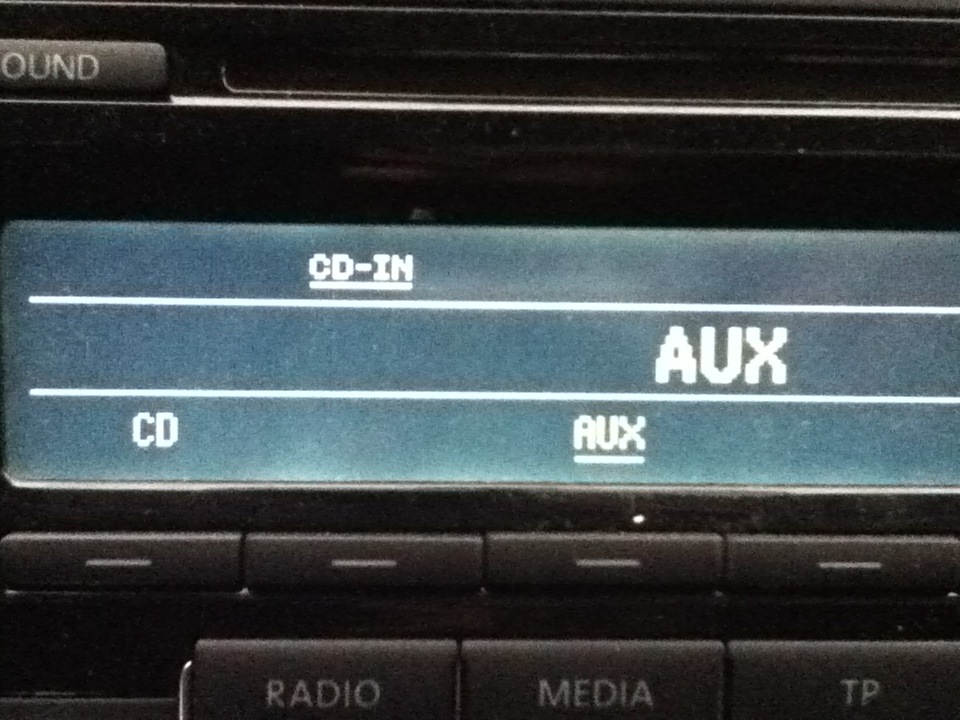 OUND
CD-IN
AUX
CD AUX
RADIO MEDIA TP